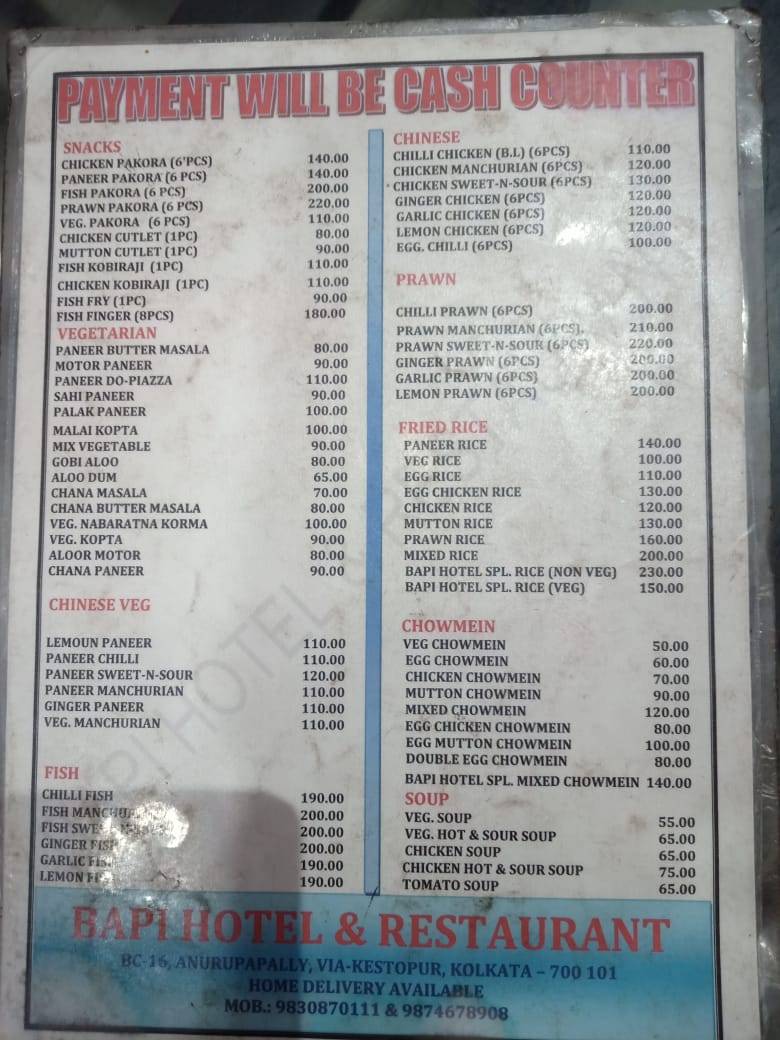 PAYMENT WILL BE CASH COUNTER
SNACKS
CHICKEN PAKORA (6'PCS) 140.00
PANEER PAKORA (6 PCS) 140.00
FISH PAKORA (6 PCS) 200.00
PRAWN PAKORA (6 PCS) 220.00
VEG. PAKORA (6 PCS) 110.00
CHICKEN CUTLET (1PC) 80.00
MUTTON CUTLET (1PC) 90.00
FISH KOBIRAJI (1PC) 110.00
CHICKEN KOBIRAJI (1PC) 110.00
FISH FRY (1PC) 90.00
FISH FINGER (8PCS) 180.00
VEGETARIAN
PANEER BUTTER MASALA 80.00
MOTOR PANEER 90.00
PANEER DO-PIAZZA 110.00
SAHI PANEER 90.00
PALAK PANEER 100.00
MALAI KOPTA 100.00
MIX VEGETABLE 90.00
GOBI ALOO 80.00
ALOO DUM 65.00
CHANA MASALA 70.00
CHANA BUTTER MASALA 80.00
VEG. NABARATNA KORMA 100.00
VEG. KOPTA 90.00
ALOOR MOTOR 80.00
CHANA PANEER 90.00
CHINESE VEG
LEMOUN PANEER 110.00
PANEER CHILLI 110.00
PANEER SWEET-N-SOUR 120.00
PANEER MANCHURIAN 110.00
GINGER PANEER 110.00
VEG. MANCHURIAN 110.00
FISH
CHILLI FISH 190.00
FISH 200.00
FISH 200.00
GINGER FISH 200.00
GARLIC FISH 190.00
LEMON 190.00
CHINESE
CHILLI CHICKEN (B.L) (6PCS) 110.00
CHICKEN MANCHURIAN (6PCS) 120.00
CHICKEN SWEET-N-SOUR (6PCS) 130.00
GINGER CHICKEN (6PCS) 120.00
GARLIC CHICKEN (6PCS) 120.00
LEMON CHICKEN (6PCS) 120.00
EGG. CHILLI (6PCS) 100.00
PRAWN
CHILLI PRAWN (6PCS) 200.00
PRAWN MANCHURIAN (6PCS). 210.00
PRAWN SWEET-N-SOUR (6PCS) 220.00
GINGER PRAWN (6PCS) 200.00
GARLIC PRAWN (6PCS) 200.00
LEMON PRAWN (6PCS) 200.00
FRIED RICE
PANEER RICE 140.00
VEG RICE 100.00
EGG RICE 110.00
EGG CHICKEN RICE 130.00
CHICKEN RICE 120.00
MUTTON RICE 130.00
PRAWN RICE 160.00
MIXED RICE 200.00
BAPI HOTEL SPL. RICE (NON VEG) 230.00
BAPI HOTEL SPL. RICE (VEG) 150.00
CHOWMEIN
VEG CHOWMEIN 50.00
EGG CHOWMEIN 60.00
CHICKEN CHOWMEIN 70.00
MUTTON CHOWMEIN 90.00
MIXED CHOWMEIN 120.00
EGG CHICKEN CHOWMEIN 80.00
EGG MUTTON CHOWMEIN 100.00
DOUBLE EGG CHOWMEIN 80.00
BAPI HOTEL SPL. MIXED CHOWMEIN 140.00
SOUP
VEG. SOUP 55.00
VEG. HOT & SOUR SOUP 65.00
CHICKEN SOUP 65.00
CHICKEN HOT & SOUR SOUP 75.00
TOMATO SOUP 65.00
BAPI HOTEL & RESTAURANT
BC-16, ANURUPAPALLY, VIA-KESTOPUR, KOLKATA – 700 101
HOME DELIVERY AVAILABLE
MOB.: 9830870111 & 9874678908